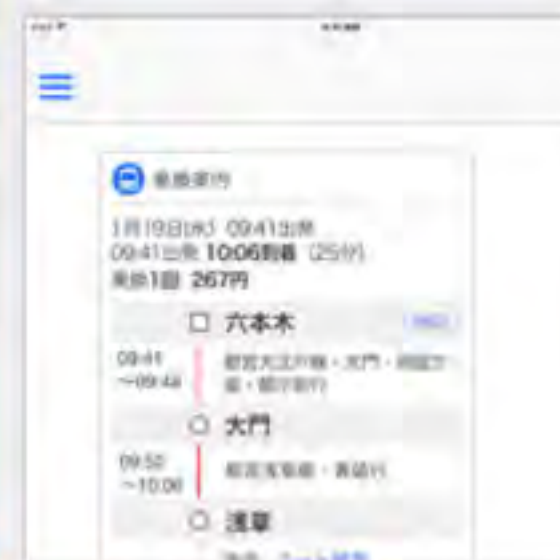 乗換案内
1月19日(水) 09:41出発
09:41出発 10:06到着 (25分)
乗換1回 267円
六本木
09:41
～09:48
都営大江戸線・大門・両国方
面・都庁前行
大門
09:50
～10:06
都営浅草線・青砥行
浅草